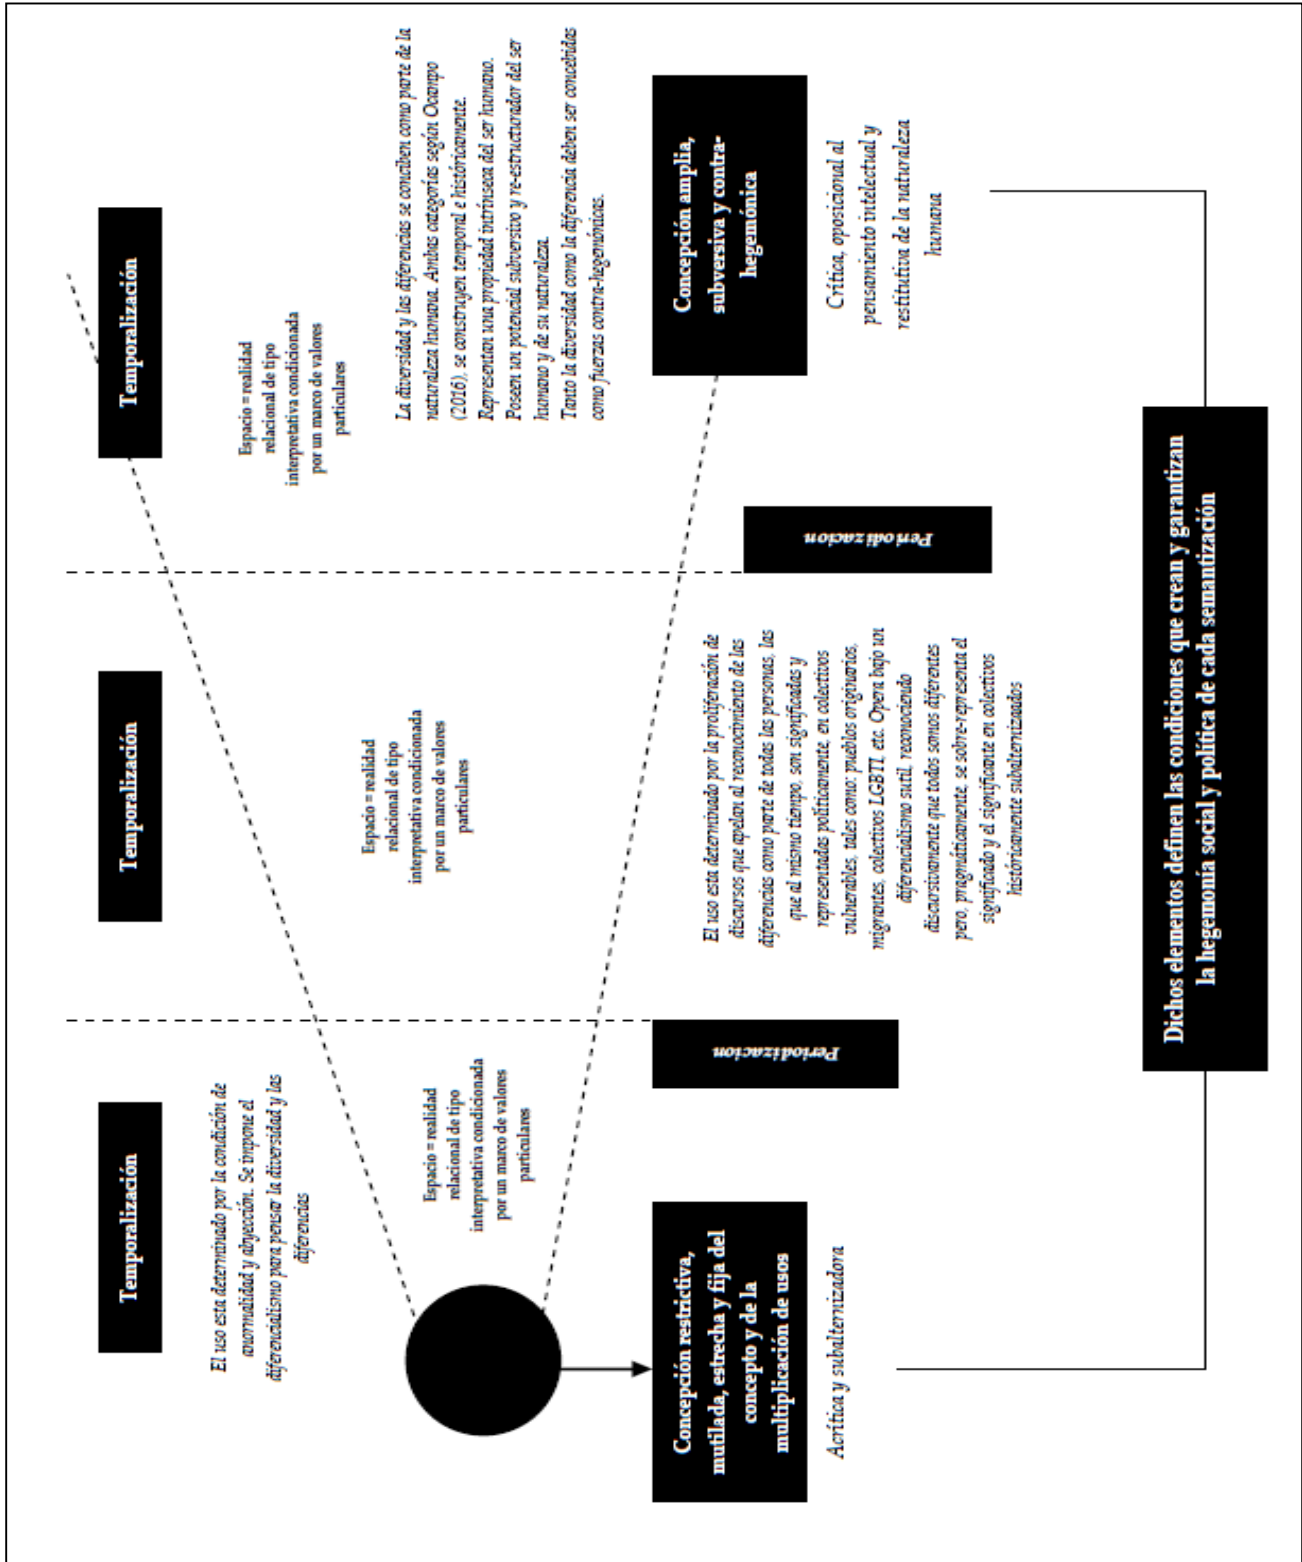 Temporalización
El uso esta determinado por la condición de
anormalidad y abyección. Se impone el
diferencialismo para pensar la diversidad y las
diferencias
Espacio = realidad
relacional de tipo
interpretativa condicionada
por un marco de valores
particulares
Concepción restrictiva,
mutilada, estrecha y fija del
concepto y de la
multiplicación de usos
Acrítica y subalternizadora
Periodizacion
Temporalización
Espacio = realidad
relacional de tipo
interpretativa condicionada
por un marco de valores
particulares
El uso esta determinado por la proliferación de
discursos que apelan al reconocimiento de las
diferencias como parte de todas las personas, las
que al mismo tiempo, son significadas y
representadas políticamente, en colectivos
vulnerables, tales como: pueblos originarios,
migrantes, colectivos LGBTI, etc. Opera bajo un
diferencialismo sutil, reconociendo
discursivamente que todos somos diferentes
pero, pragmáticamente, se sobre-representa el
significado y el significante en colectivos
históricamente subalternizados
Periodizacion
Temporalización
Espacio = realidad
relacional de tipo
interpretativa condicionada
por un marco de valores
particulares
La diversidad y las diferencias se conciben como parte de la
naturaleza humana. Ambas categorías según Ocampo
(2016), se construyen temporal e históricamente.
Representan una propiedad intrínseca del ser humano.
Poseen un potencial subversivo y re-estructurador del ser
humano y de su naturaleza.
Tanto la diversidad como la diferencia deben ser concebidas
como fuerzas contra-hegemónicas.
Concepción amplia,
subversiva y contra-
hegemónica
Crítica, oposicional al
pensamiento intelectual y
restitutiva de la naturaleza
humana
Dichos elementos definen las condiciones que crean y garantizan
la hegemonía social y política de cada semantización